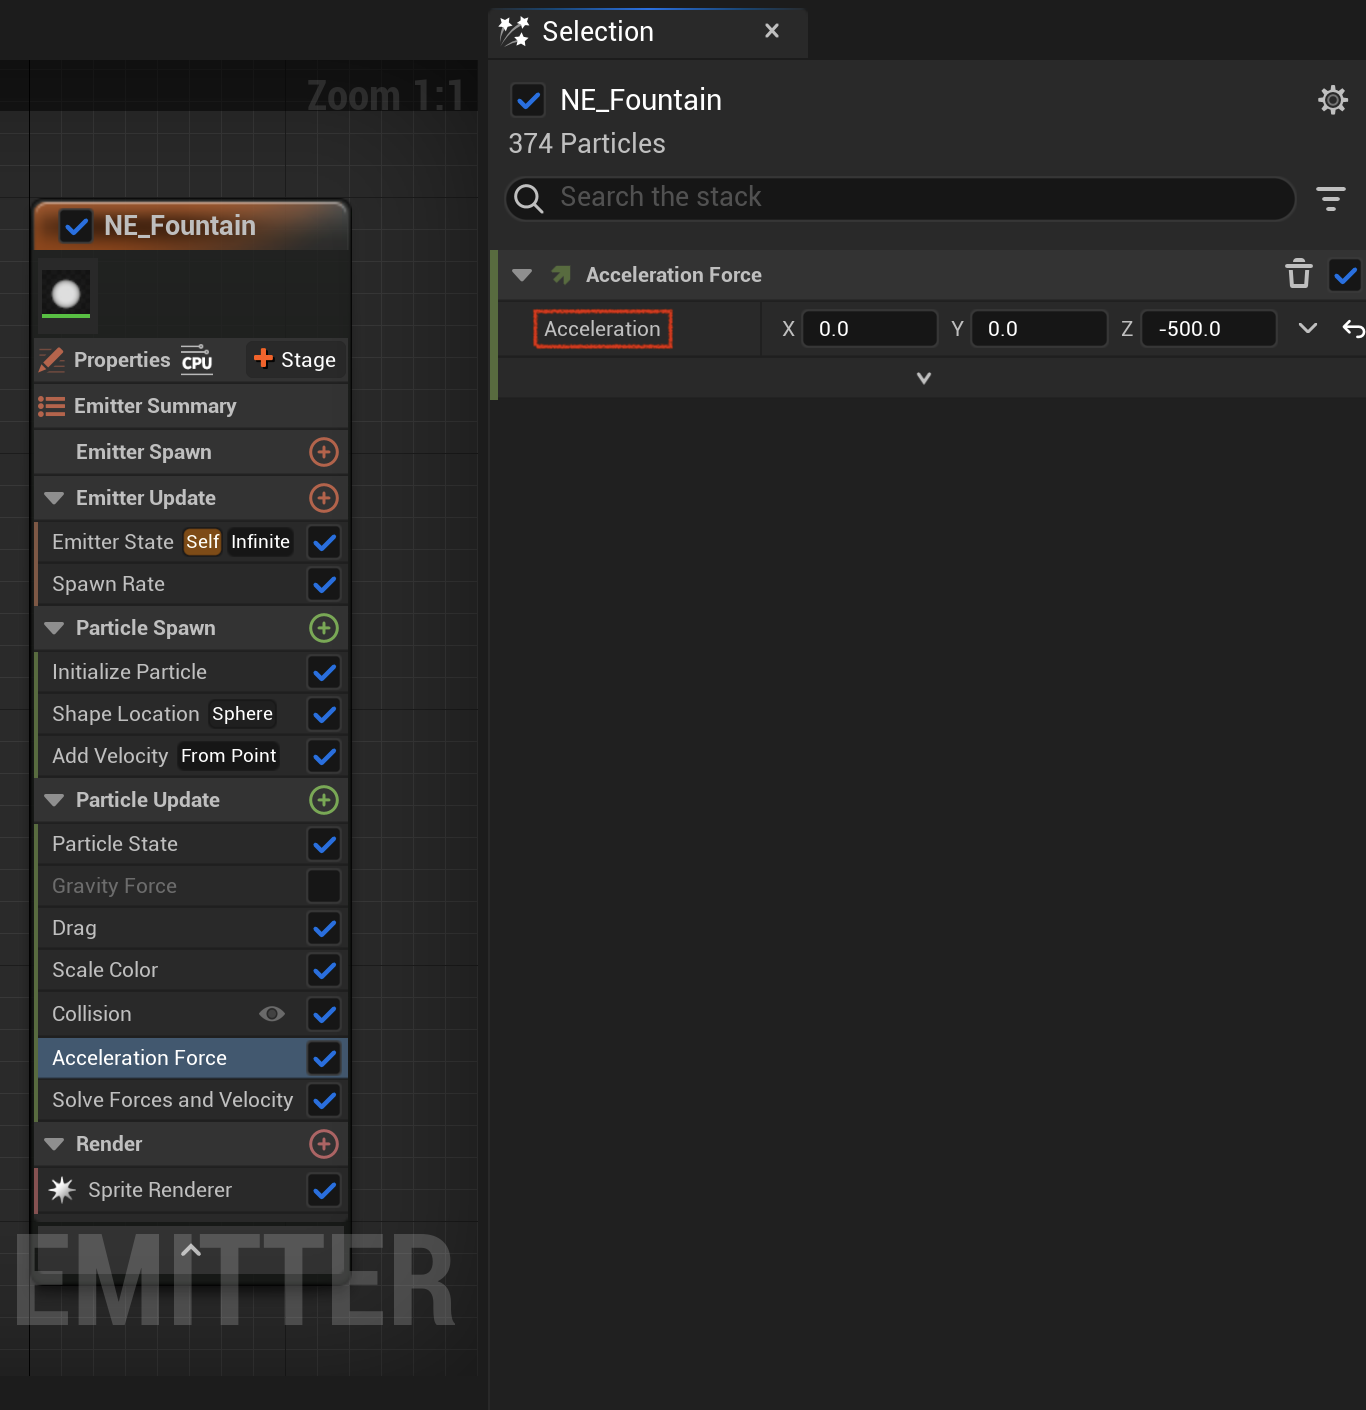 Zoom 1:1
NE_Fountain
Properties CPU Stage
Emitter Summary
Emitter Spawn
Emitter Update
Emitter State Self Infinite
Spawn Rate
Particle Spawn
Initialize Particle
Shape Location Sphere
Add Velocity From Point
Particle Update
Particle State
Gravity Force
Drag
Scale Color
Collision
Acceleration Force
Solve Forces and Velocity
Render
Sprite Renderer
EMITTER
Selection
NE_Fountain
374 Particles
Search the stack
Acceleration Force
Acceleration X 0.0 Y 0.0 Z -500.0